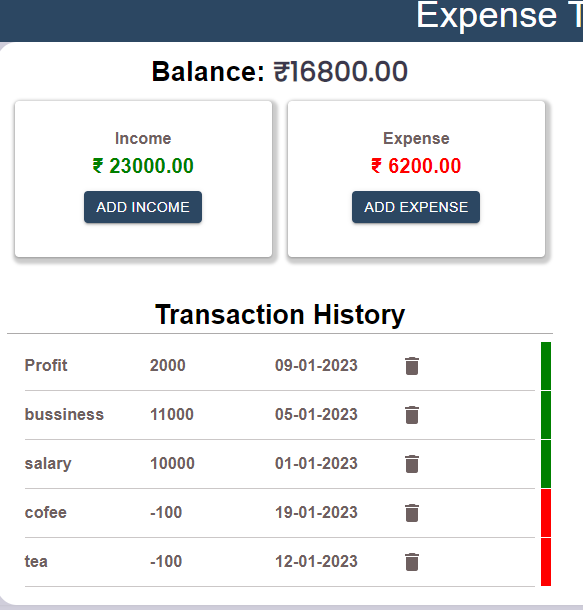 Expense T
Balance: ₹16800.00
Income
₹ 23000.00
ADD INCOME
Expense
₹ 6200.00
ADD EXPENSE
Transaction History
Profit 2000 09-01-2023
bussiness 11000 05-01-2023
salary 10000 01-01-2023
cofee -100 19-01-2023
tea -100 12-01-2023